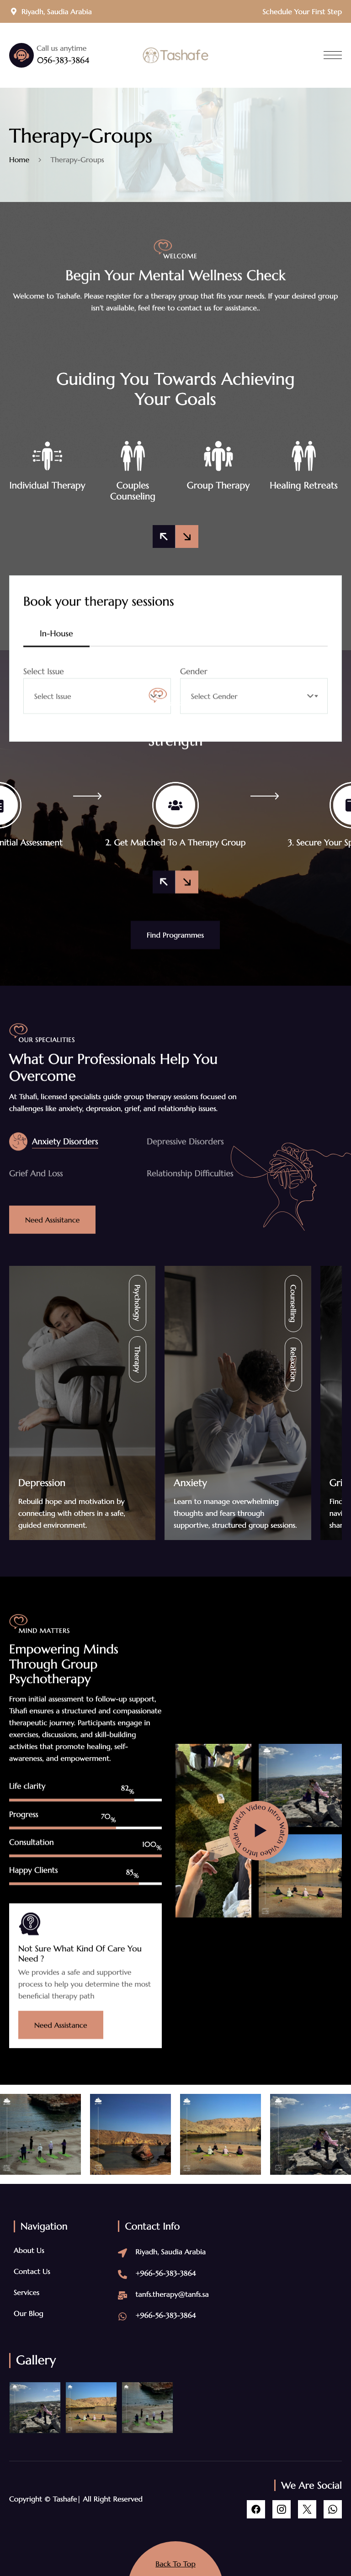 Riyadh, Saudia Arabia
Schedule Your First Step
Call us anytime
056-383-3864
Tashafe
Therapy-Groups
Home
Therapy-Groups
WELCOME
Begin Your Mental Wellness Check
Welcome to Tashafe. Please register for a therapy group that fits your needs. If your desired group
isn't available, feel free to contact us for assistance..
Guiding You Towards Achieving
Your Goals
Individual Therapy
Couples
Counseling
Group Therapy
Healing Retreats
Book your therapy sessions
In-House
Select Issue
Gender
Select Issue
Select Gender
Strength
nitial Assessment
2. Get Matched To A Therapy Group
3. Secure Your Sp
Find Programmes
OUR SPECIALITIES
What Our Professionals Help You
Overcome
At Tshafi, licensed specialists guide group therapy sessions focused on
challenges like anxiety, depression, grief, and relationship issues.
Anxiety Disorders
Depressive Disorders
Grief And Loss
Relationship Difficulties
Need Assisitance
Psychology
Therapy
Counselling
Relaxation
Depression
Rebuild hope and motivation by
connecting with others in a safe,
guided environment.
Anxiety
Learn to manage overwhelming
thoughts and fears through
supportive, structured group sessions.
Gri
Find
navi
shar
MIND MATTERS
Empowering Minds
Through Group
Psychotherapy
From initial assessment to follow-up support,
Tshafi ensures a structured and compassionate
therapeutic journey. Participants engage in
exercises, discussions, and skill-building
activities that promote healing, self-
awareness, and empowerment.
Life clarity
82%
Progress
70%
Consultation
100%
Happy Clients
85%
Watch Video Intro Watch Video Intro
Not Sure What Kind Of Care You
Need ?
We provides a safe and supprotive
process to help you determine the most
beneficial therapy path
Need Assistance
Navigation
About Us
Contact Us
Services
Our Blog
Contact Info
Riyadh, Saudia Arabia
+966-56-383-3864
tanfs.therapy@tanfs.sa
+966-56-383-3864
Gallery
We Are Social
Copyright © Tashafe| All Right Reserved
Back To Top